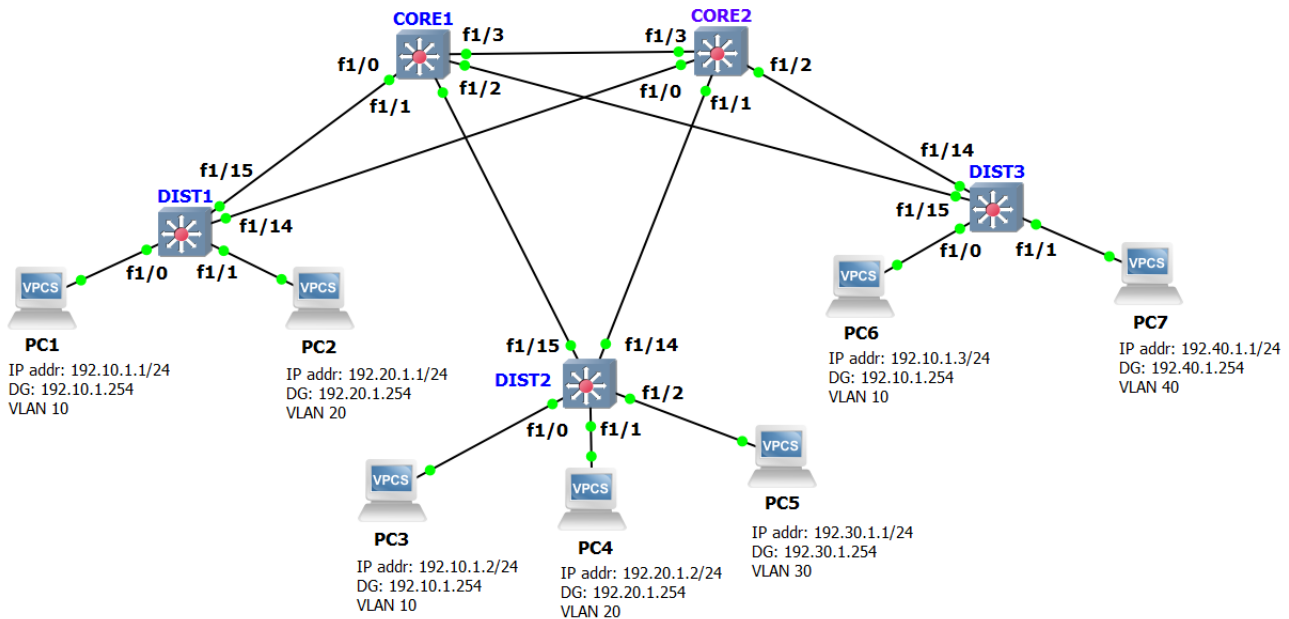 CORE1
CORE2
f1/3
f1/3
f1/0
f1/2
f1/2
f1/0
f1/1
f1/1
f1/14
f1/15
DIST3
DIST1
f1/15
f1/14
f1/0
f1/1
f1/0
f1/1
VPCS
VPCS
VPCS
VPCS
PC1
PC2
PC6
PC7
IP addr: 192.10.1.1/24
DG: 192.10.1.254
VLAN 10
IP addr: 192.20.1.1/24
DG: 192.20.1.254
VLAN 20
IP addr: 192.10.1.3/24
DG: 192.10.1.254
VLAN 10
IP addr: 192.40.1.1/24
DG: 192.40.1.254
VLAN 40
f1/15
f1/14
DIST2
f1/2
f1/0
f1/1
VPCS
VPCS
VPCS
PC3
PC4
PC5
IP addr: 192.10.1.2/24
DG: 192.10.1.254
VLAN 10
IP addr: 192.20.1.2/24
DG: 192.20.1.254
VLAN 20
IP addr: 192.30.1.1/24
DG: 192.30.1.254
VLAN 30